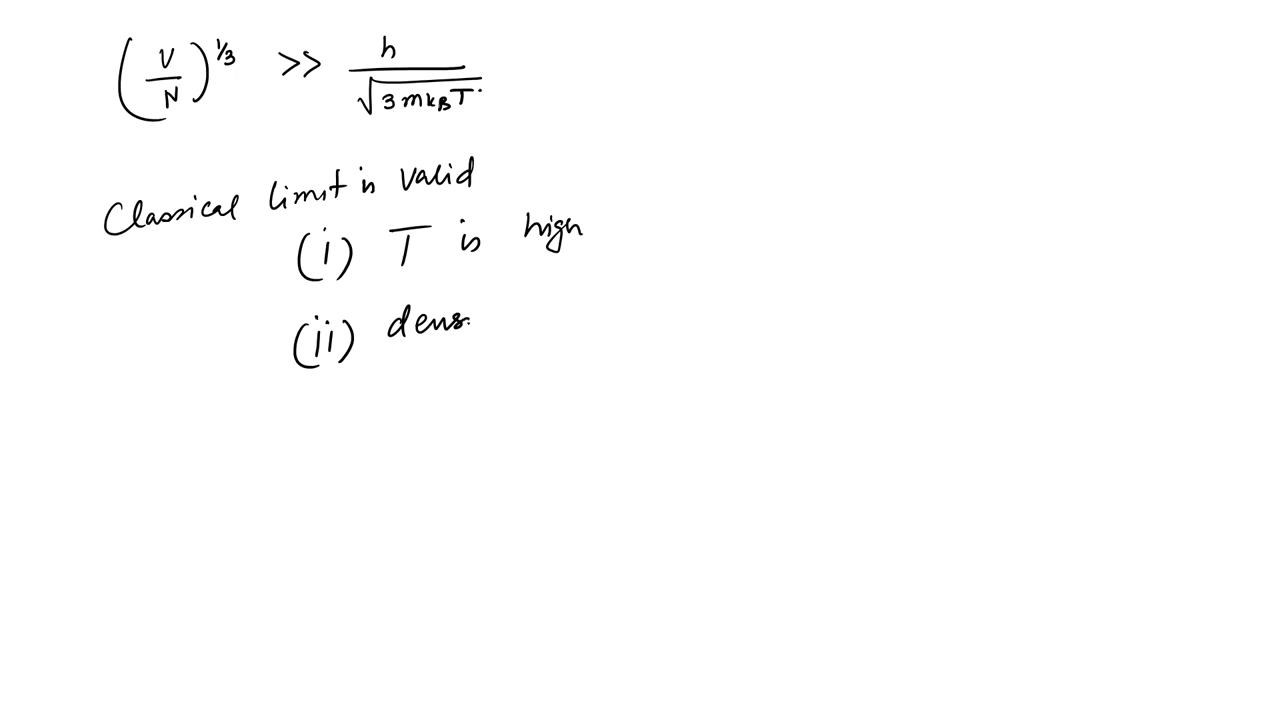 (V/N)^{1/3} >> h/√(3mk_BT)
Classical limit is valid
(i) T is high
(ii) dens